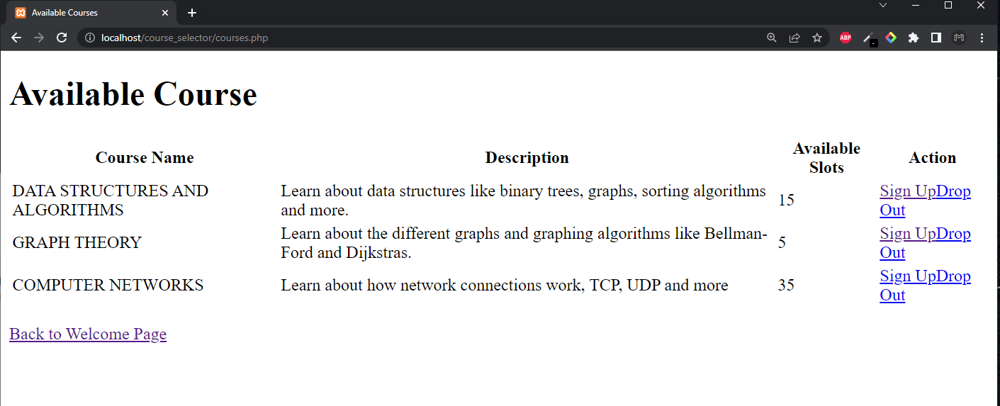 Available Courses
localhost/course_selector/courses.php
ABP
Available Course
Course Name Description Available Slots Action
DATA STRUCTURES AND ALGORITHMS Learn about data structures like binary trees, graphs, sorting algorithms and more. 15 Sign UpDrop Out
GRAPH THEORY Learn about the different graphs and graphing algorithms like Bellman-Ford and Dijkstras. 5 Sign UpDrop Out
COMPUTER NETWORKS Learn about how network connections work, TCP, UDP and more 35 Sign UpDrop Out
Back to Welcome Page